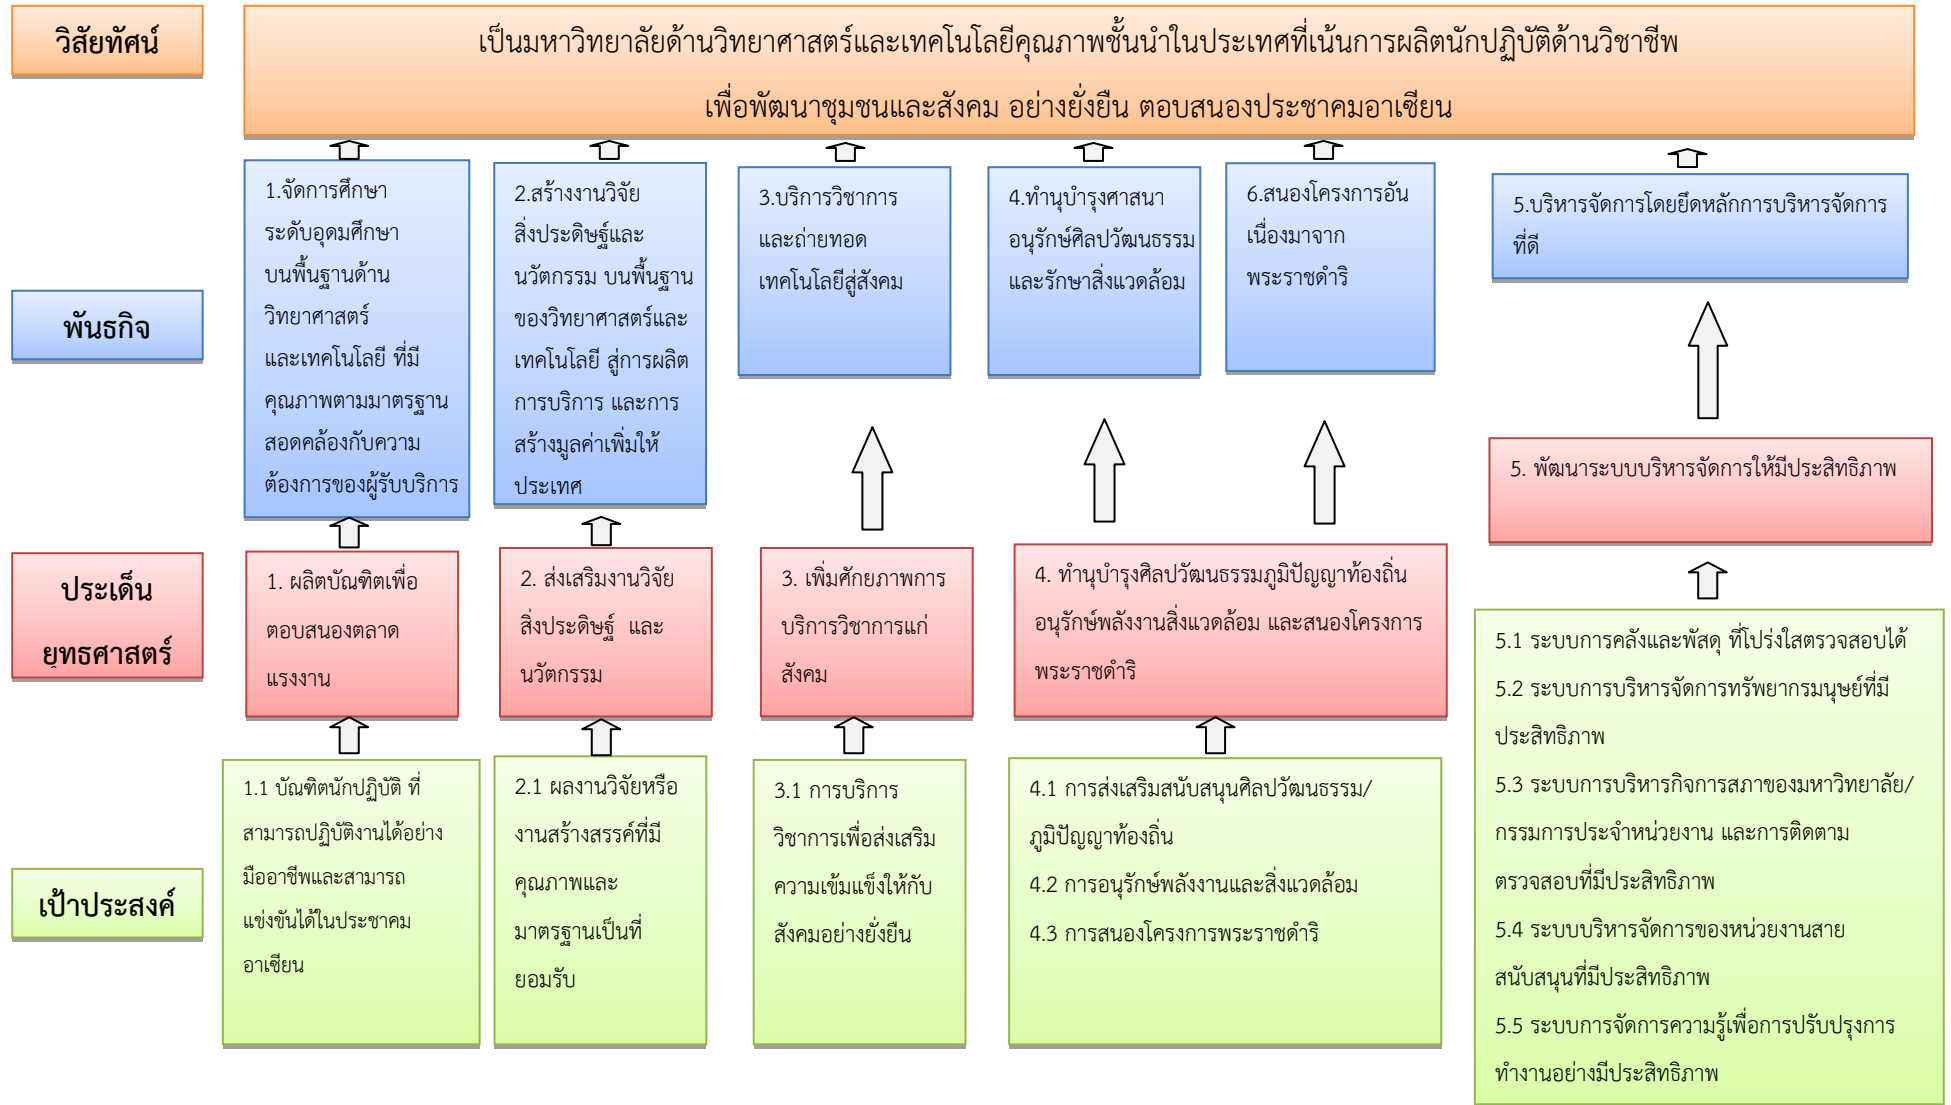 วิสัยทัศน์
เป็นมหาวิทยาลัยด้านวิทยาศาสตร์และเทคโนโลยีคุณภาพชั้นนำในประเทศที่เน้นการผลิตนักปฏิบัติด้านวิชาชีพ
เพื่อพัฒนาชุมชนและสังคม อย่างยั่งยืน ตอบสนองประชาคมอาเซียน
พันธกิจ
1.จัดการศึกษา
ระดับอุดมศึกษา
บนพื้นฐานด้าน
วิทยาศาสตร์
และเทคโนโลยี ที่มี
คุณภาพตามมาตรฐาน
สอดคล้องกับความ
ต้องการของผู้รับบริการ
2.สร้างงานวิจัย
สิ่งประดิษฐ์และ
นวัตกรรม บนพื้นฐาน
ของวิทยาศาสตร์และ
เทคโนโลยี สู่การผลิต
การบริการ และการ
สร้างมูลค่าเพิ่มให้
ประเทศ
3.บริการวิชาการ
และถ่ายทอด
เทคโนโลยีสู่สังคม
4.ทำนุบำรุงศาสนา
อนุรักษ์ศิลปวัฒนธรรม
และรักษาสิ่งแวดล้อม
6.สนองโครงการอัน
เนื่องมาจาก
พระราชดำริ
5.บริหารจัดการโดยยึดหลักการบริหารจัดการ
ที่ดี
ประเด็น
ยุทธศาสตร์
1. ผลิตบัณฑิตเพื่อ
ตอบสนองตลาด
แรงงาน
2. ส่งเสริมงานวิจัย
สิ่งประดิษฐ์ และ
นวัตกรรม
3. เพิ่มศักยภาพการ
บริการวิชาการแก่
สังคม
4. ทำนุบำรุงศิลปวัฒนธรรมภูมิปัญญาท้องถิ่น
อนุรักษ์พลังงานสิ่งแวดล้อม และสนองโครงการ
พระราชดำริ
5. พัฒนาระบบบริหารจัดการให้มีประสิทธิภาพ
เป้าประสงค์
1.1 บัณฑิตนักปฏิบัติ ที่
สามารถปฏิบัติงานได้อย่าง
มืออาชีพและสามารถ
แข่งขันได้ในประชาคม
อาเซียน
2.1 ผลงานวิจัยหรือ
งานสร้างสรรค์ที่มี
คุณภาพและ
มาตรฐานเป็นที่
ยอมรับ
3.1 การบริการ
วิชาการเพื่อส่งเสริม
ความเข้มแข็งให้กับ
สังคมอย่างยั่งยืน
4.1 การส่งเสริมสนับสนุนศิลปวัฒนธรรม/
ภูมิปัญญาท้องถิ่น
4.2 การอนุรักษ์พลังงานและสิ่งแวดล้อม
4.3 การสนองโครงการพระราชดำริ
5.1 ระบบการคลังและพัสดุ ที่โปร่งใสตรวจสอบได้
5.2 ระบบการบริหารจัดการทรัพยากรมนุษย์ที่มี
ประสิทธิภาพ
5.3 ระบบการบริหารกิจการสภาของมหาวิทยาลัย/
กรรมการประจำหน่วยงาน และการติดตาม
ตรวจสอบที่มีประสิทธิภาพ
5.4 ระบบบริหารจัดการของหน่วยงานสาย
สนับสนุนที่มีประสิทธิภาพ
5.5 ระบบการจัดการความรู้เพื่อการปรับปรุงการ
ทำงานอย่างมีประสิทธิภาพ